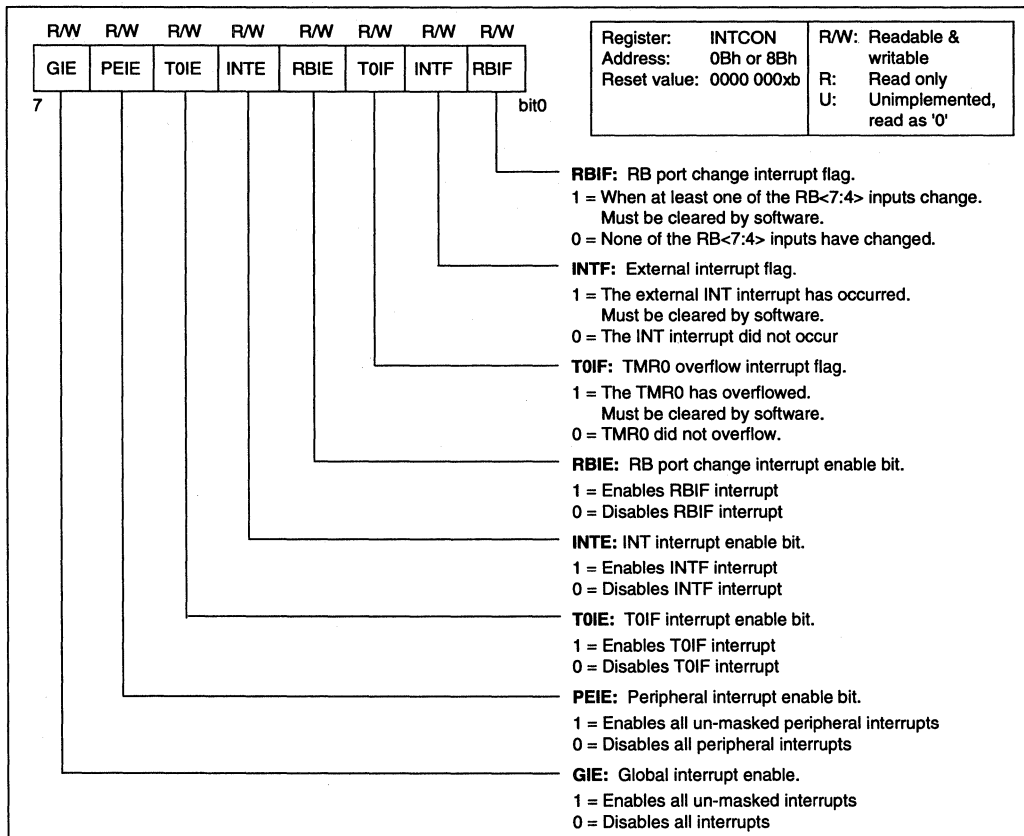 R/W R/W R/W R/W R/W R/W R/W R/W
GIE PEIE T0IE INTE RBIE T0IF INTF RBIF
7 bit0
Register: INTCON
Address: 0Bh or 8Bh
Reset value: 0000 000xb
R/W: Readable &
writable
R: Read only
U: Unimplemented,
read as '0'
RBIF: RB port change interrupt flag.
1 = When at least one of the RB<7:4> inputs change.
Must be cleared by software.
0 = None of the RB<7:4> inputs have changed.
INTF: External interrupt flag.
1 = The external INT interrupt has occurred.
Must be cleared by software.
0 = The INT interrupt did not occur
T0IF: TMR0 overflow interrupt flag.
1 = The TMR0 has overflowed.
Must be cleared by software.
0 = TMR0 did not overflow.
RBIE: RB port change interrupt enable bit.
1 = Enables RBIF interrupt
0 = Disables RBIF interrupt
INTE: INT interrupt enable bit.
1 = Enables INTF interrupt
0 = Disables INTF interrupt
T0IE: T0IF interrupt enable bit.
1 = Enables T0IF interrupt
0 = Disables T0IF interrupt
PEIE: Peripheral interrupt enable bit.
1 = Enables all un-masked peripheral interrupts
0 = Disables all peripheral interrupts
GIE: Global interrupt enable.
1 = Enables all un-masked interrupts
0 = Disables all interrupts